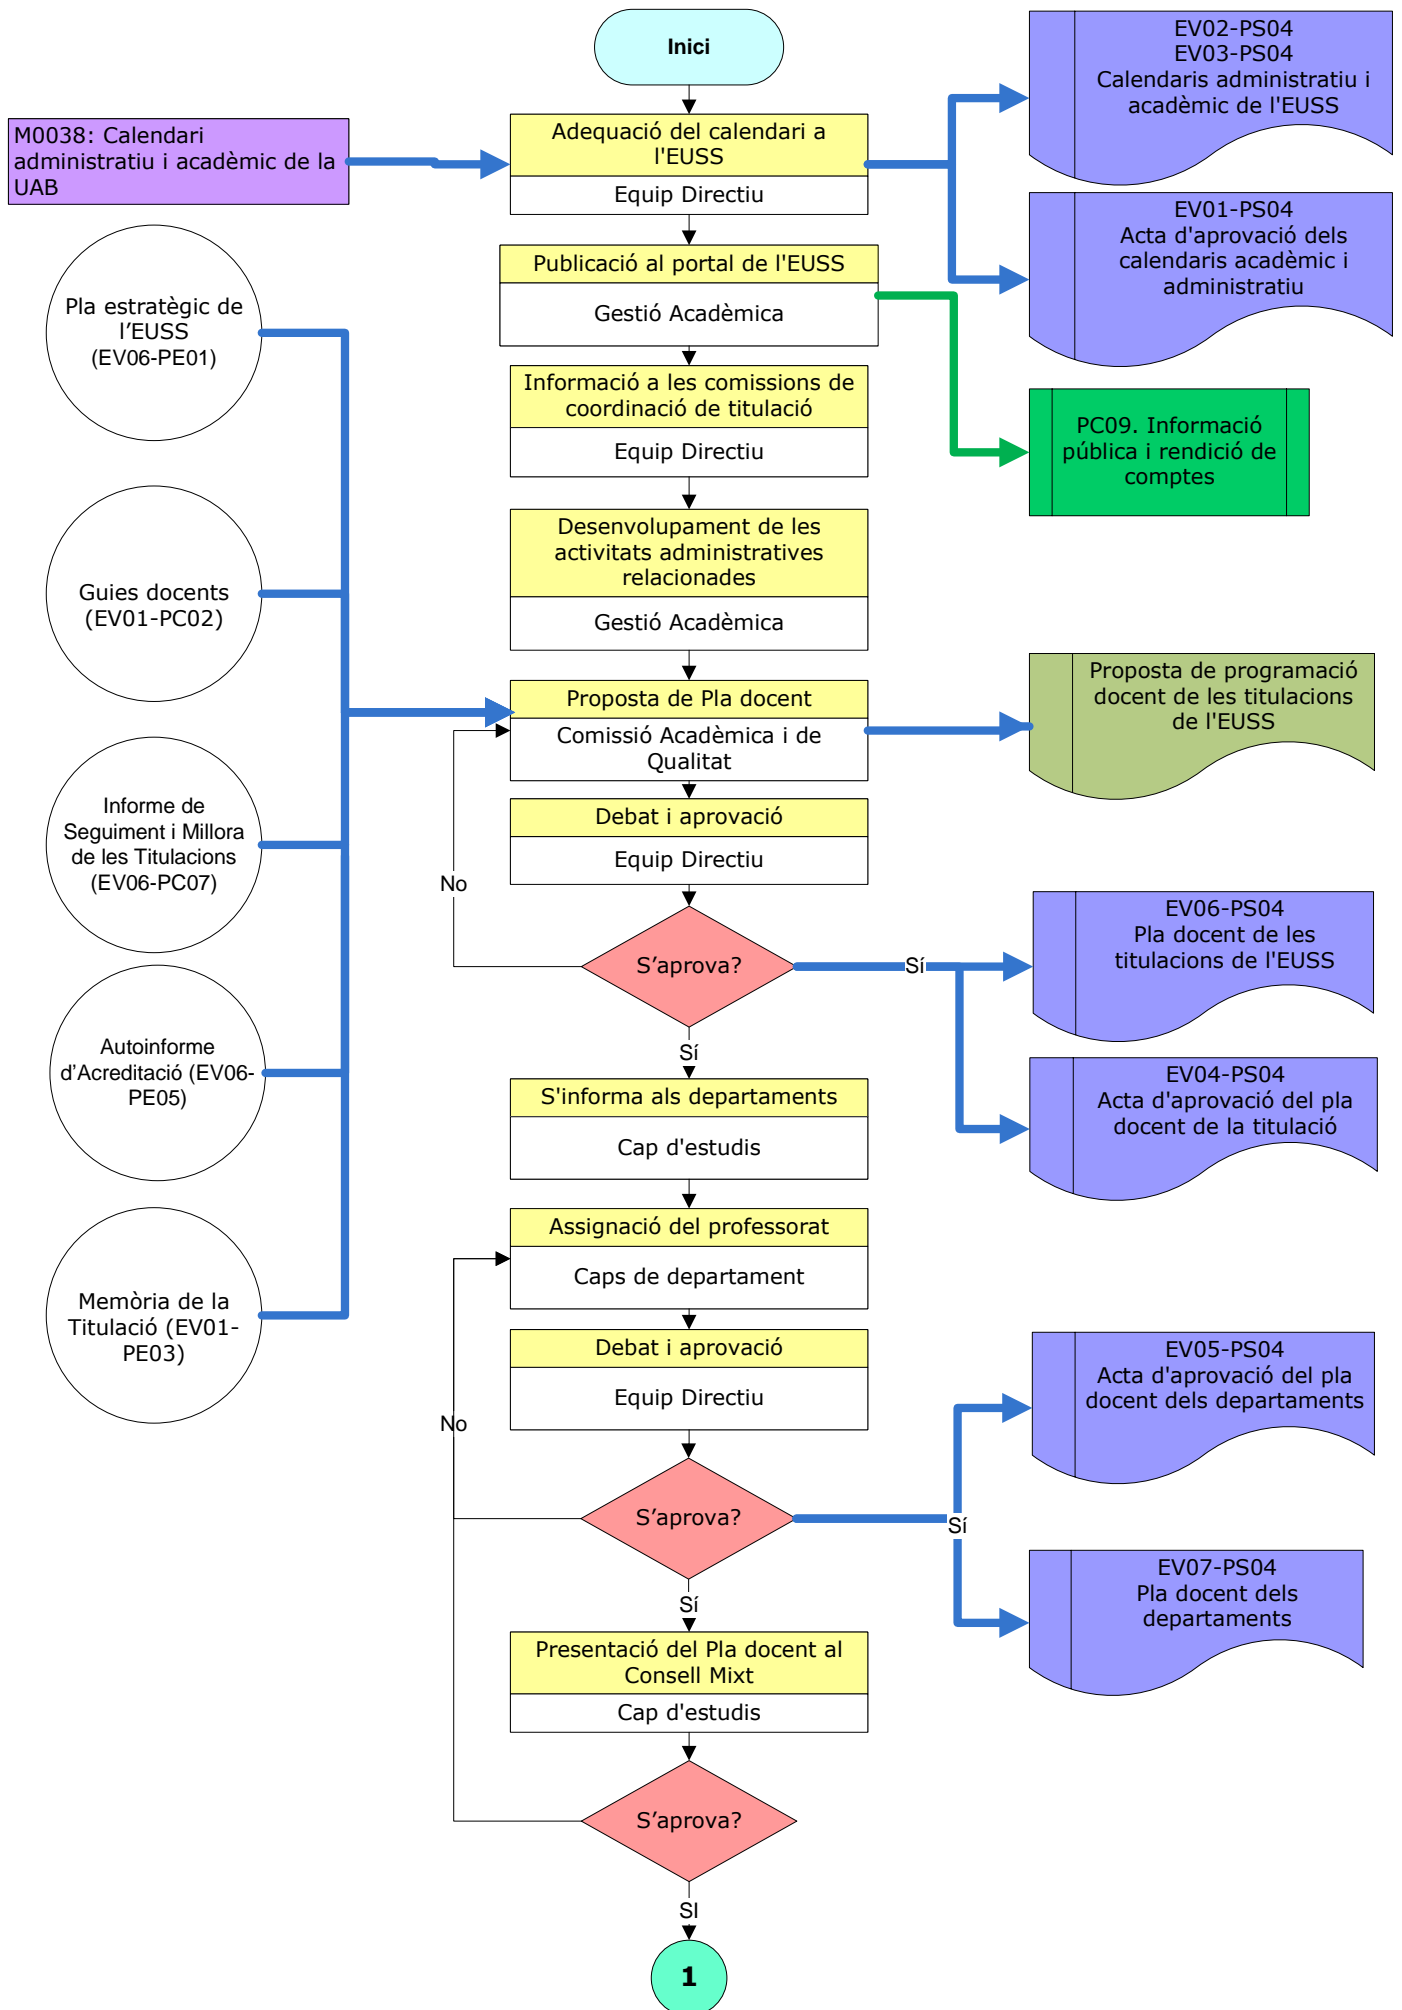 Inici
EV02-PS04
EV03-PS04
Calendaris administratiu i
acadèmic de l'EUSS
M0038: Calendari
administratiu i acadèmic de la
UAB
Adequació del calendari a
l'EUSS
Equip Directiu
EV01-PS04
Acta d'aprovació dels
calendaris acadèmic i
administratiu
Publicació al portal de l'EUSS
Gestió Acadèmica
Pla estratègic de
l’EUSS
(EV06-PE01)
Informació a les comissions de
coordinació de titulació
Equip Directiu
PC09. Informació
pública i rendició de
comptes
Desenvolupament de les
activitats administratives
relacionades
Gestió Acadèmica
Guies docents
(EV01-PC02)
Proposta de Pla docent
Comissió Acadèmica i de
Qualitat
Proposta de programació
docent de les titulacions
de l'EUSS
Informe de
Seguiment i Millora
de les Titulacions
(EV06-PC07)
Debat i aprovació
Equip Directiu
No
S’aprova?
Sí
EV06-PS04
Pla docent de les
titulacions de l'EUSS
Sí
Autoinforme
d’Acreditació (EV06-
PE05)
S'informa als departaments
Cap d'estudis
EV04-PS04
Acta d'aprovació del pla
docent de la titulació
Assignació del professorat
Caps de departament
Memòria de la
Titulació (EV01-
PE03)
Debat i aprovació
Equip Directiu
EV05-PS04
Acta d'aprovació del pla
docent dels departaments
No
S’aprova?
Sí
Sí
EV07-PS04
Pla docent dels
departaments
Presentació del Pla docent al
Consell Mixt
Cap d'estudis
S’aprova?
SI
1